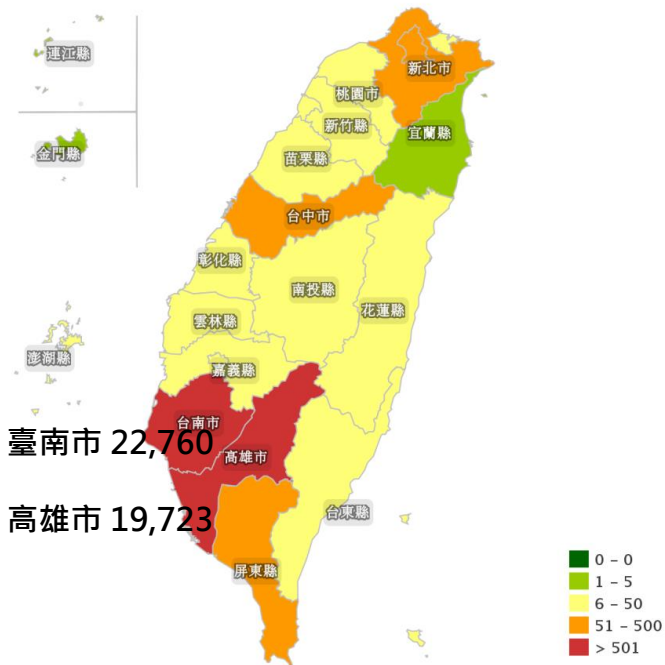 連江縣
新北市
桃園市
新竹縣
宜蘭縣
金門縣
苗栗縣
台中市
彰化縣
南投縣
花蓮縣
雲林縣
澎湖縣
嘉義縣
台南市
臺南市 22,760
高雄市
高雄市 19,723
台東縣
屏東縣
0 – 0
1 – 5
6 – 50
51 – 500
> 501